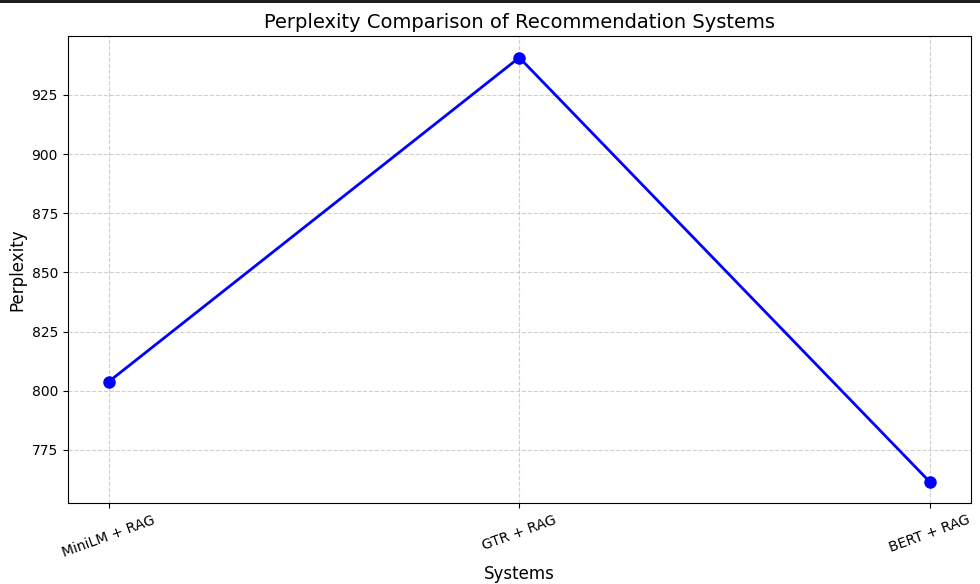 Perplexity Comparison of Recommendation Systems
Perplexity
925
900
875
850
825
800
775
MiniLM + RAG
GTR + RAG
BERT + RAG
Systems